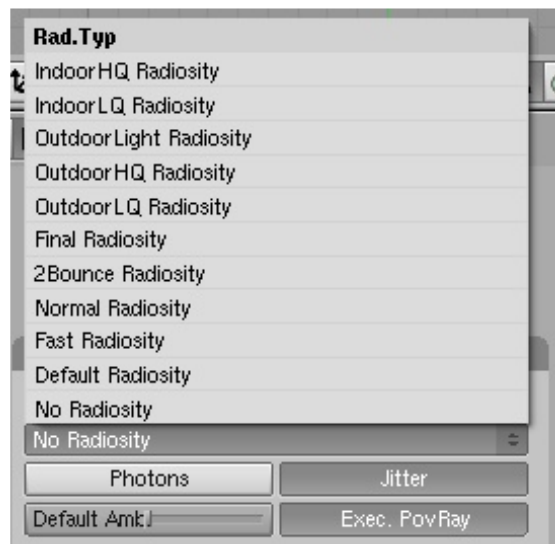 Rad.Typ
IndoorHQ Radiosity
IndoorLQ Radiosity
OutdoorLight Radiosity
OutdoorHQ Radiosity
OutdoorLQ Radiosity
Final Radiosity
2Bounce Radiosity
Normal Radiosity
Fast Radiosity
Default Radiosity
No Radiosity
No Radiosity
Photons Jitter
Default Exec. PovRay